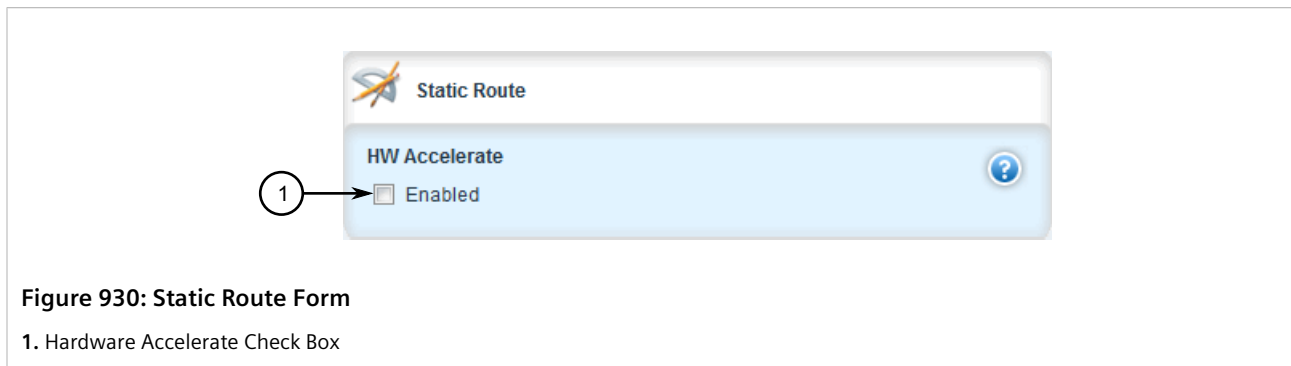 Static Route
HW Accelerate
?
1
Enabled
Figure 930: Static Route Form
1. Hardware Accelerate Check Box